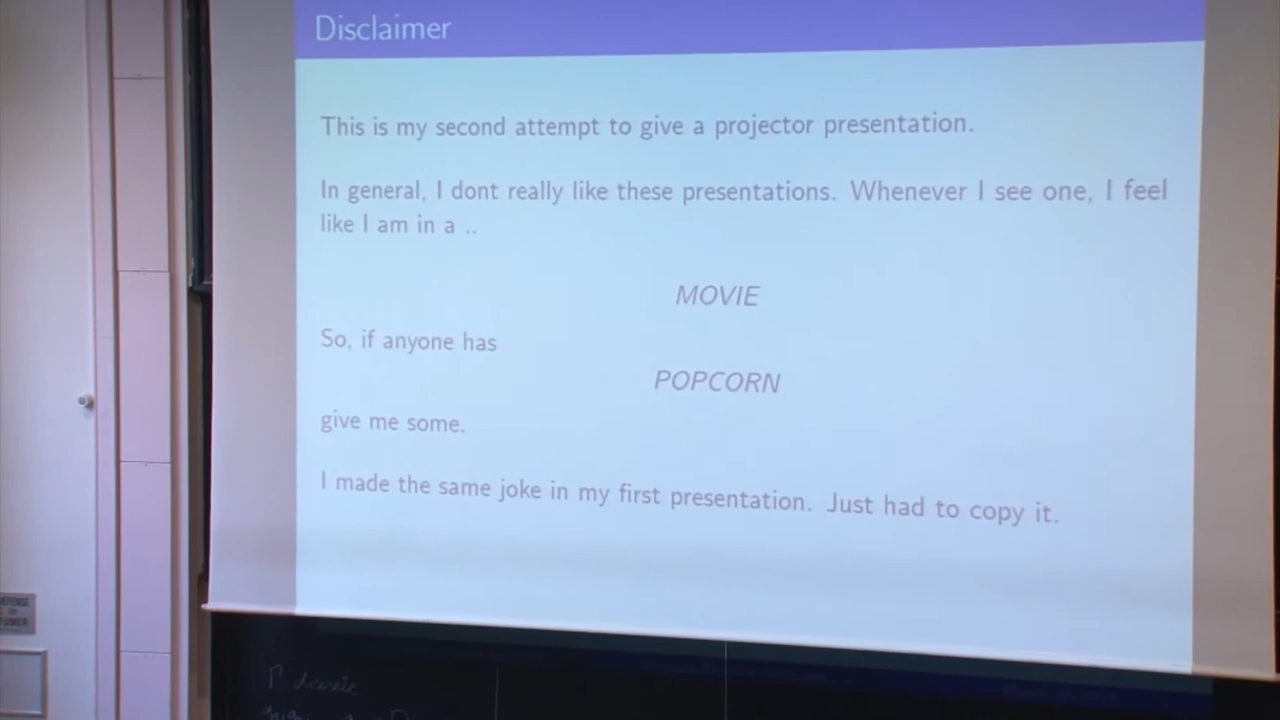 Disclaimer
This is my second attempt to give a projector presentation.
In general, I dont really like these presentations. Whenever I see one, I feel
like I am in a ..
MOVIE
So, if anyone has
POPCORN
give me some.
I made the same joke in my first presentation. Just had to copy it.